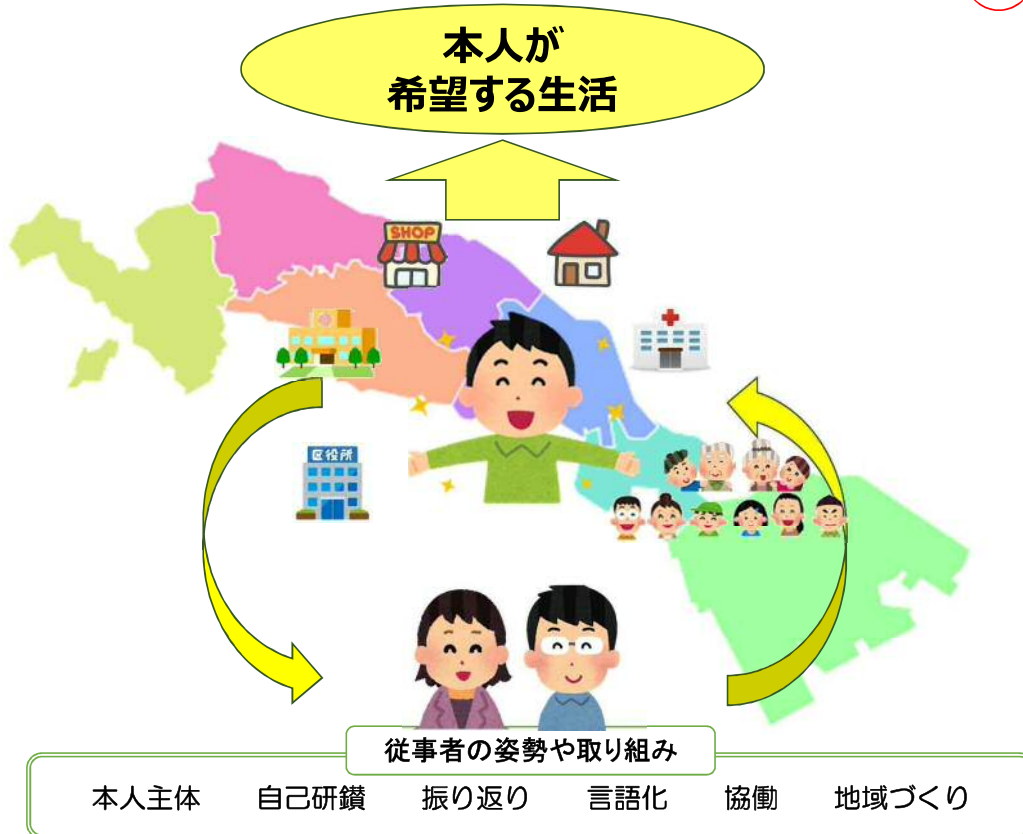 本人が
希望する生活
SHOP
区役所
従事者の姿勢や取り組み
本人主体 自己研鑚 振り返り 言語化 協働 地域づくり